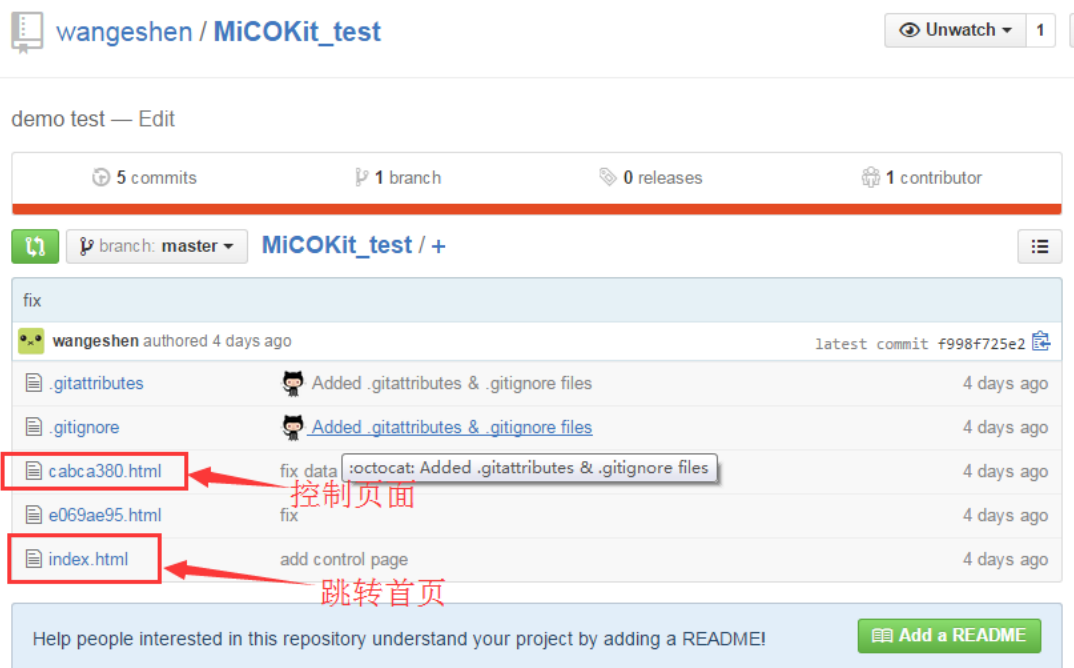 wangeshen / MiCOKit_test
Unwatch 1
demo test — Edit
5 commits 1 branch 0 releases 1 contributor
branch: master MiCOKit_test / +
fix
wangeshen authored 4 days ago latest commit f998f725e2
.gitattributes Added .gitattributes & .gitignore files 4 days ago
.gitignore Added .gitattributes & .gitignore files 4 days ago
cabca380.html fix data :octocat: Added .gitattributes & .gitignore files 4 days ago
控制页面
e069ae95.html fix 4 days ago
index.html add control page 4 days ago
跳转首页
Help people interested in this repository understand your project by adding a README! Add a README